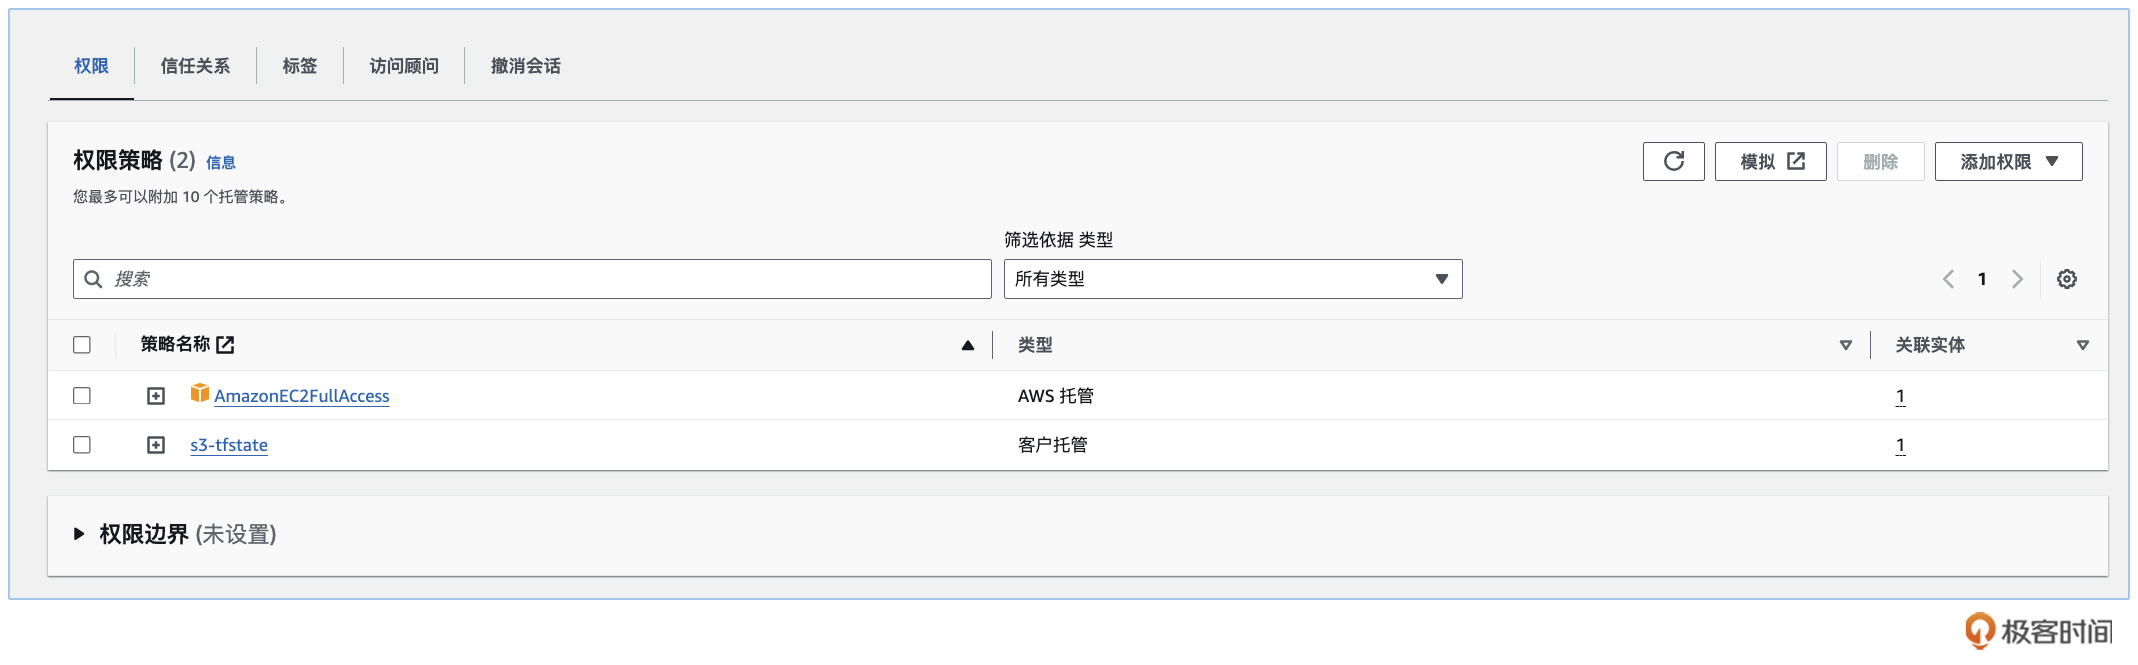 权限
信任关系
标签
访问顾问
撤消会话
权限策略 (2) 信息
您最多可以附加 10 个托管策略。
模拟
删除
添加权限
筛选依据 类型
搜索
所有类型
1
策略名称
类型
关联实体
AmazonEC2FullAccess
AWS 托管
1
s3-tfstate
客户托管
1
权限边界 (未设置)
极客时间